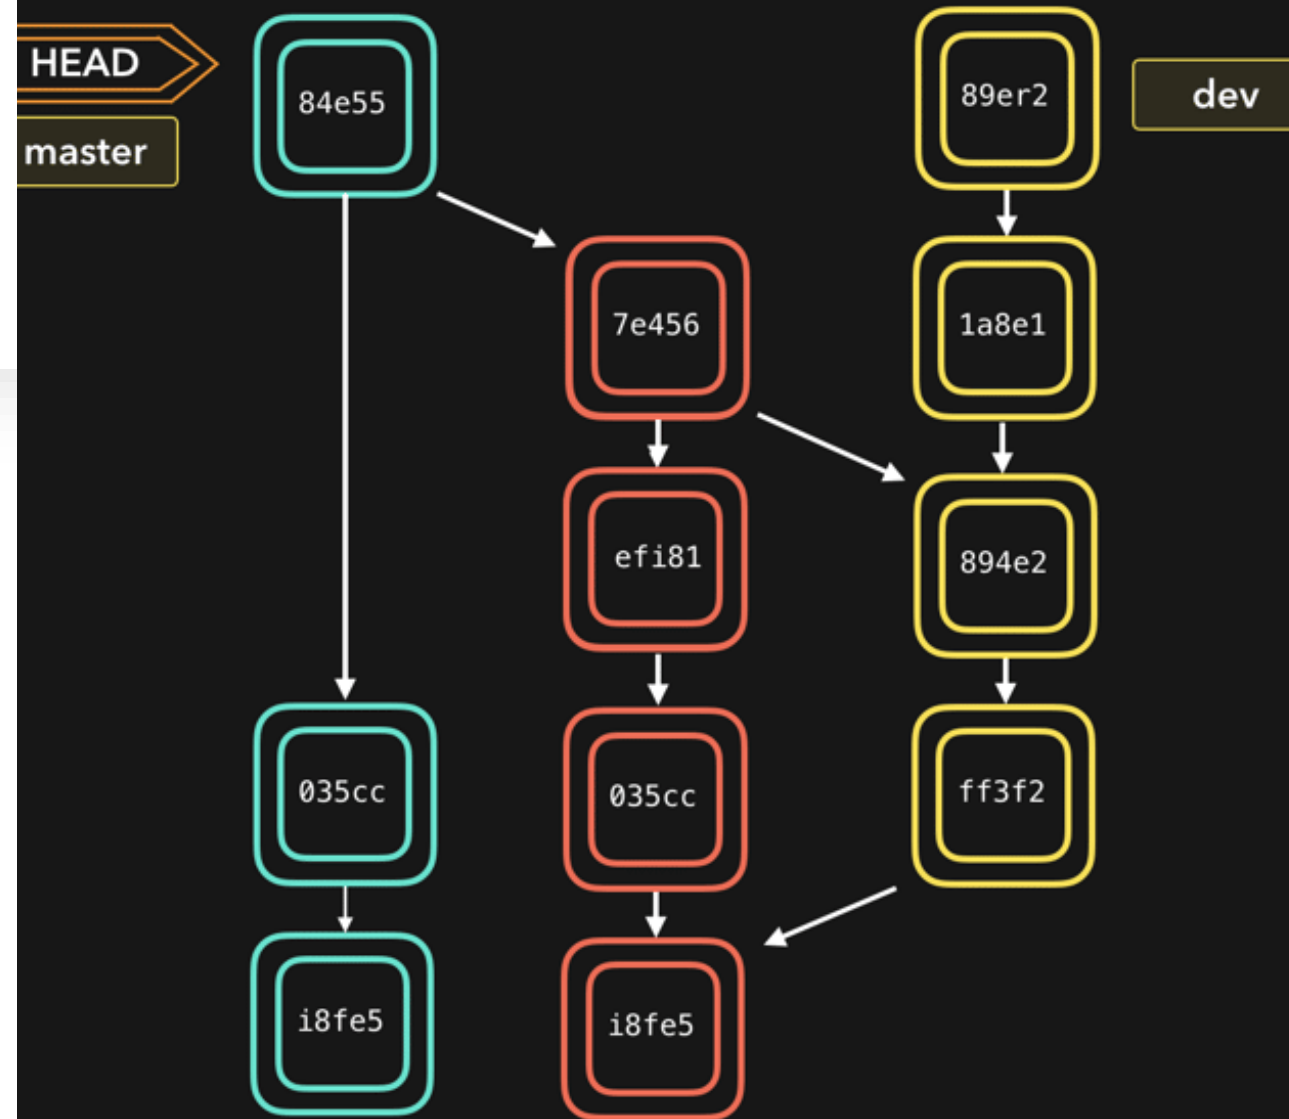 HEAD
84e55
89er2
dev
master
7e456
1a8e1
efi81
894e2
035cc
035cc
ff3f2
i8fe5
i8fe5